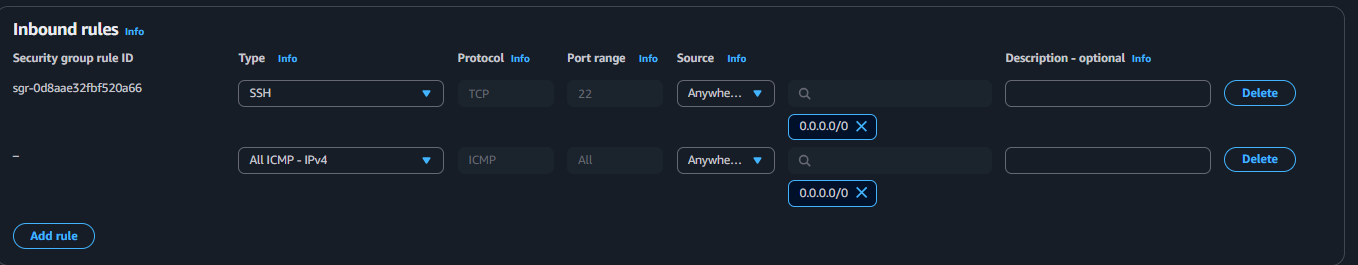 Inbound rules Info
Security group rule ID Type Info Protocol Info Port range Info Source Info Description - optional Info
sgr-0d8aae32fbf520a66 SSH TCP 22 Anywhe... Delete
0.0.0.0/0
– All ICMP - IPv4 ICMP All Anywhe... Delete
0.0.0.0/0
Add rule